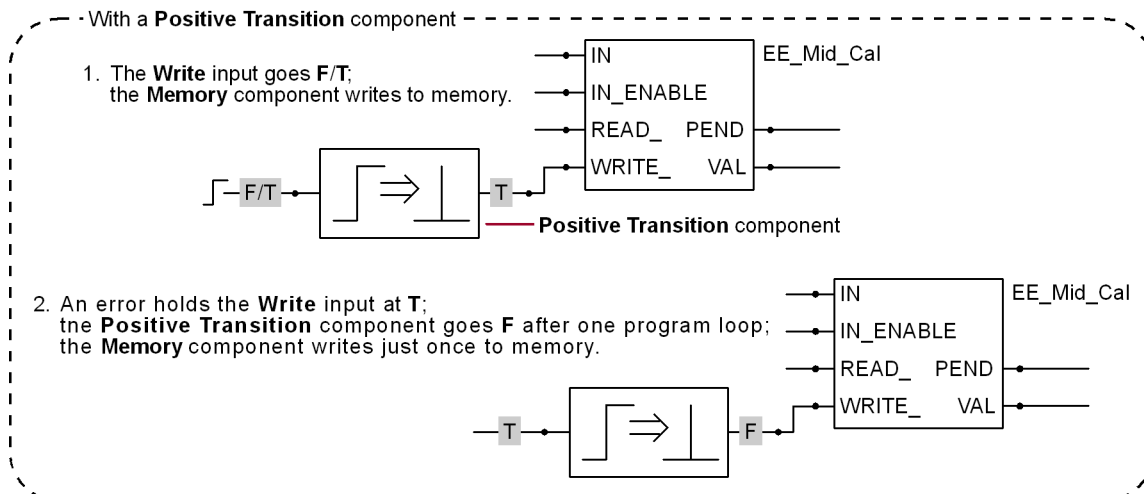 With a Positive Transition component
1. The Write input goes F/T;
the Memory component writes to memory.
IN
EE_Mid_Cal
IN_ENABLE
READ_ PEND
WRITE_ VAL
F/T
T
Positive Transition component
2. An error holds the Write input at T;
the Positive Transition component goes F after one program loop;
the Memory component writes just once to memory.
IN
EE_Mid_Cal
IN_ENABLE
READ_ PEND
WRITE_ VAL
T
F